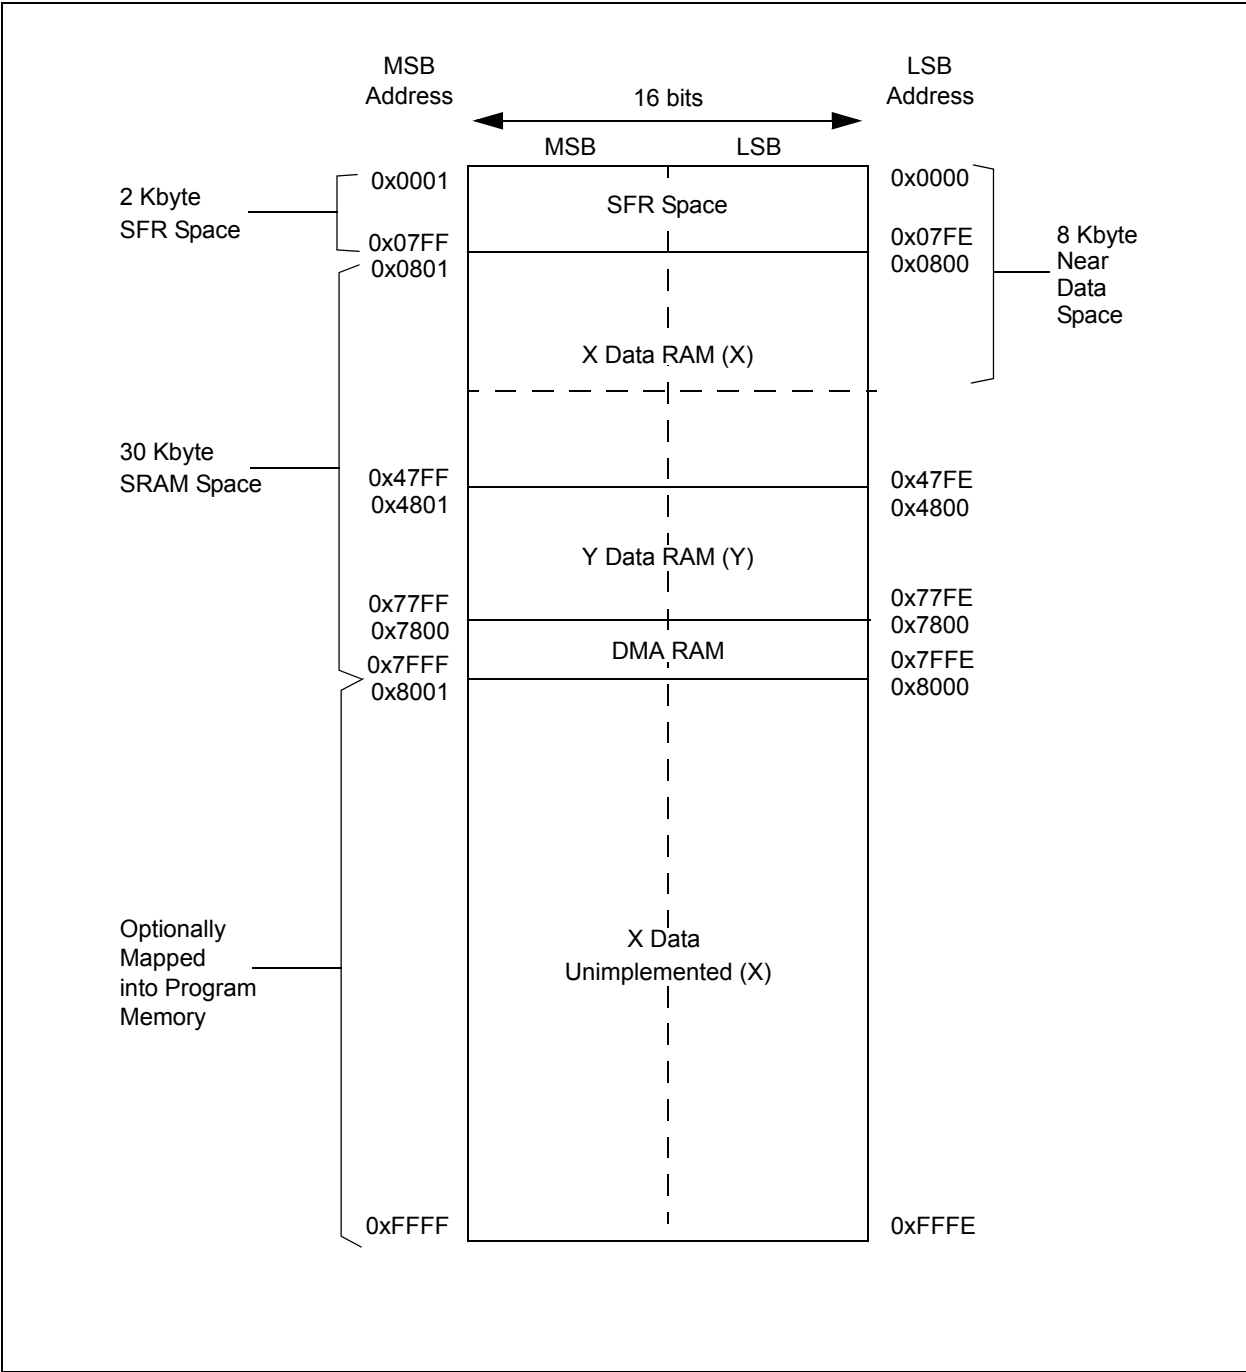 MSB
Address
LSB
Address
16 bits
MSB
LSB
2 Kbyte
SFR Space
0x0001
0x07FF
0x0801
SFR Space
0x0000
0x07FE
0x0800
8 Kbyte
Near
Data
Space
X Data RAM (X)
30 Kbyte
SRAM Space
0x47FF
0x4801
0x47FE
0x4800
Y Data RAM (Y)
0x77FF
0x7800
0x77FE
0x7800
DMA RAM
0x7FFF
0x8001
0x7FFE
0x8000
Optionally
Mapped
into Program
Memory
X Data
Unimplemented (X)
0xFFFF
0xFFFE